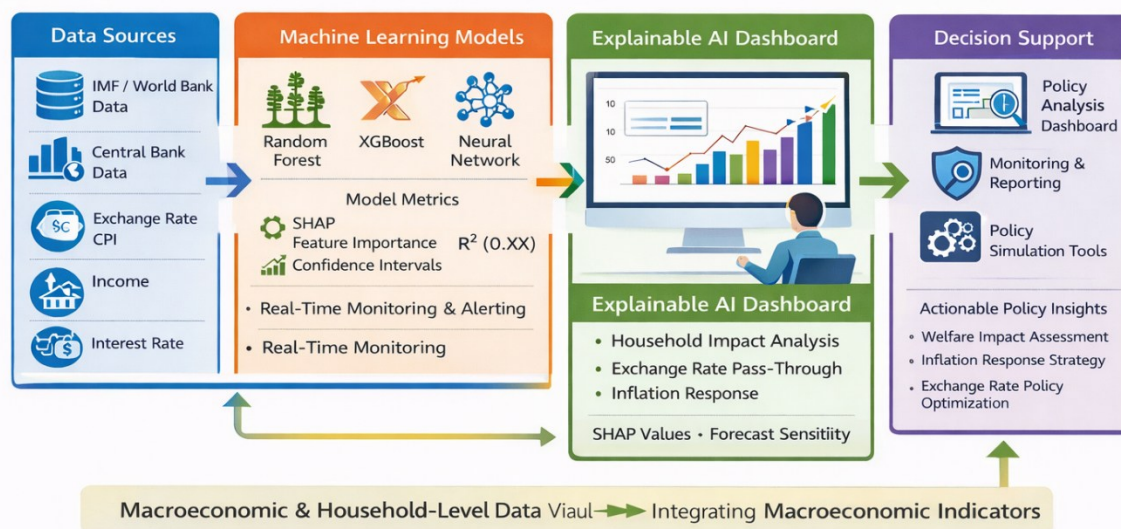 Data Sources
IMF / World Bank
Data
Central Bank
Data
$C
Exchange Rate
CPI
Income
$
Interest Rate
Machine Learning Models
Random
Forest
XGBoost
Neural
Network
Model Metrics
SHAP
Feature Importance
R² (0.XX)
Confidence Intervals
• Real-Time Monitoring & Alerting
• Real-Time Monitoring
Explainable AI Dashboard
10
10
50
Explainable AI Dashboard
• Household Impact Analysis
• Exchange Rate Pass-Through
• Inflation Response
SHAP Values • Forecast Sensitiity
Decision Support
Policy
Analysis
Dashboard
Monitoring &
Reporting
Policy
Simulation Tools
Actionable Policy Insights
• Welfare Impact Assessment
• Inflation Response Strategy
• Exchange Rate Policy
Optimization
Macroeconomic & Household-Level Data Viaul Integrating Macroeconomic Indicators